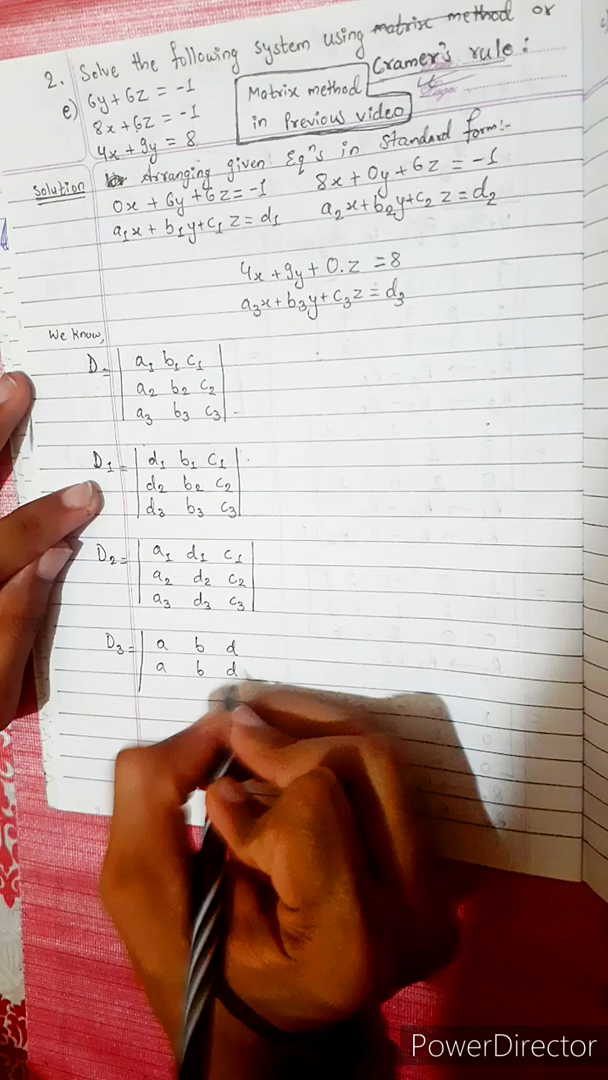 2. Solve the following system using matrix method or
Cramer's rule:
e) 6y+6z = -1
8x+6z = -1
4x+9y = 8
Matrix method
in Previous video
Solution Arranging given Eqns in standard form:-
0x + 6y +6z = -1 8x + 0y + 6z = -1
a1x + b1y+c1 z = d1 a2x+b2y+c2 z = d2
4x+9y+0.z = 8
a3x+b3y+c3z = d3
We know,
D= | a1 b1 c1 |
a2 b2 c2
a3 b3 c3
D1 = | d1 b1 c1 |
d2 b2 c2
d3 b3 c3
D2= | a1 d1 c1 |
a2 d2 c2
a3 d3 c3
D3= | a b d
a b d
PowerDirector